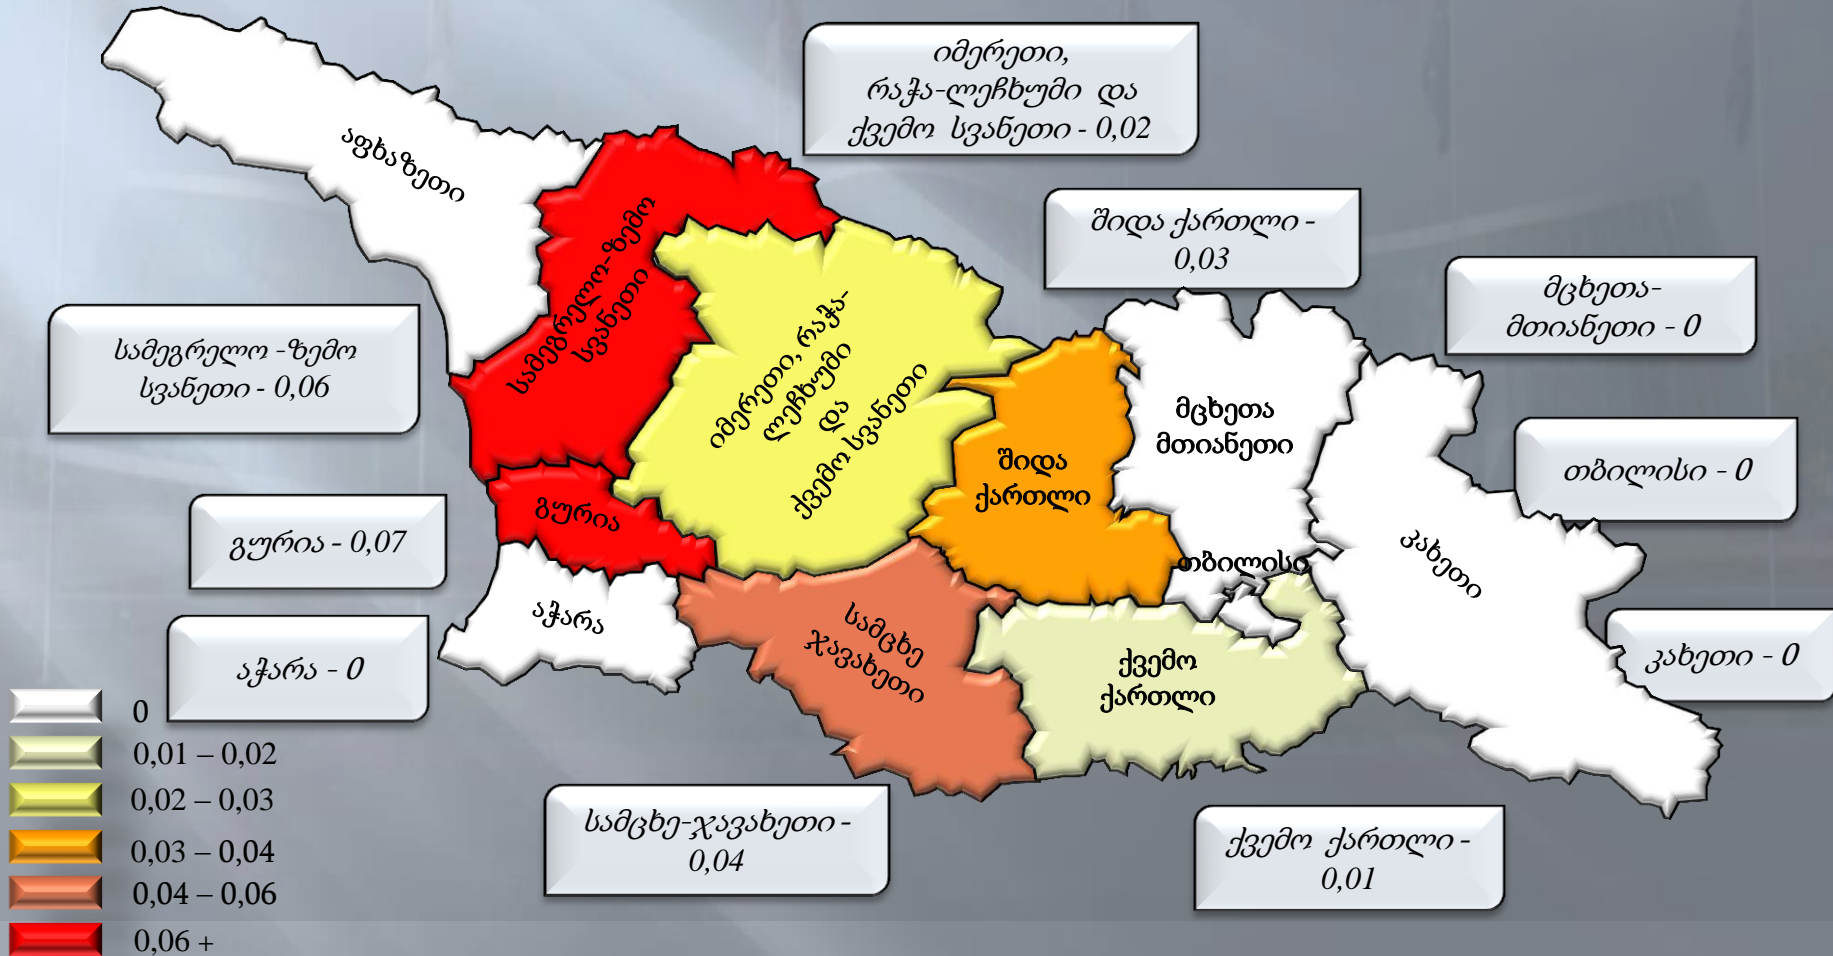 იმერეთი,
რაჭა-ლეჩხუმი და
ქვემო სვანეთი - 0,02
აფხაზეთი
შიდა ქართლი -
0,03
მცხეთა-
მთიანეთი - 0
სამეგრელო -ზემო
სვანეთი - 0,06
სამეგრელო-ზემო
სვანეთი
იმერეთი, რაჭა-
ლეჩხუმი
და
ქვემო სვანეთი
მცხეთა
მთიანეთი
შიდა
ქართლი
თბილისი - 0
გურია - 0,07
გურია
კახეთი
თბილისი
აჭარა - 0
აჭარა
სამცხე
ჯავახეთი
ქვემო
ქართლი
კახეთი - 0
სამცხე-ჯავახეთი -
0,04
ქვემო ქართლი -
0,01
0
0,01 – 0,02
0,02 – 0,03
0,03 – 0,04
0,04 – 0,06
0,06 +